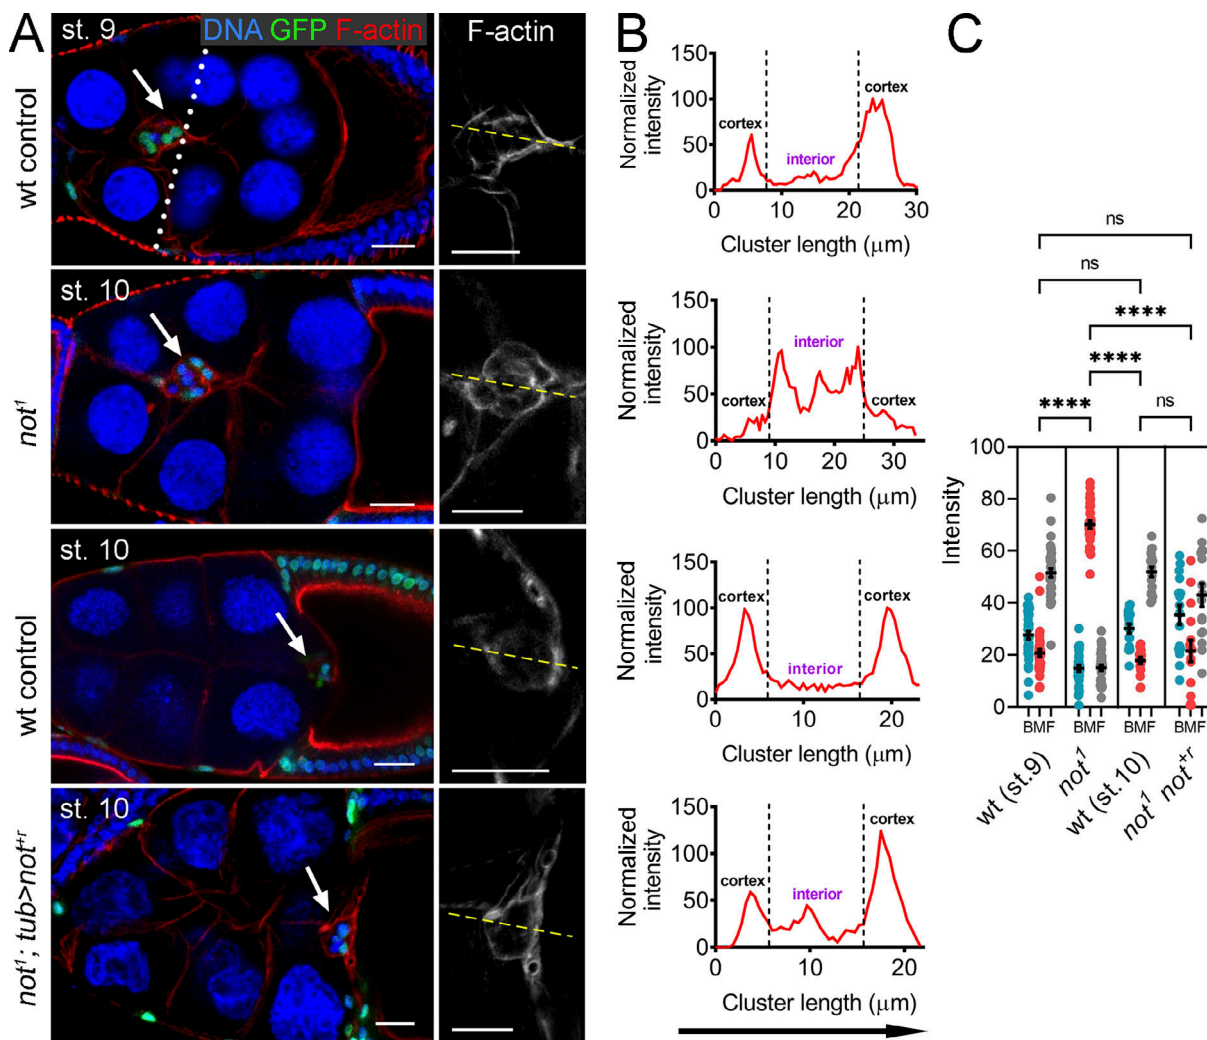 A
st. 9
DNA GFP F-actin
F-actin
wt control
st. 10
not¹
st. 10
wt control
st. 10
not¹; tub>not⁺ʳ
B
150
100
50
0
Normalized
intensity
cortex
interior
cortex
0
10
20
30
Cluster length (μm)
150
100
50
0
Normalized
intensity
cortex
interior
cortex
0
10
20
30
Cluster length (μm)
150
100
50
0
Normalized
intensity
cortex
interior
cortex
0
10
20
Cluster length (μm)
150
100
50
0
Normalized
intensity
cortex
interior
cortex
0
10
20
Cluster length (μm)
C
ns
ns
****
****
**** ns
100
80
60
40
20
0
Intensity
BMF BMF BMF BMF
wt (st.9)
not¹
wt (st.10)
not¹ not⁺ʳ